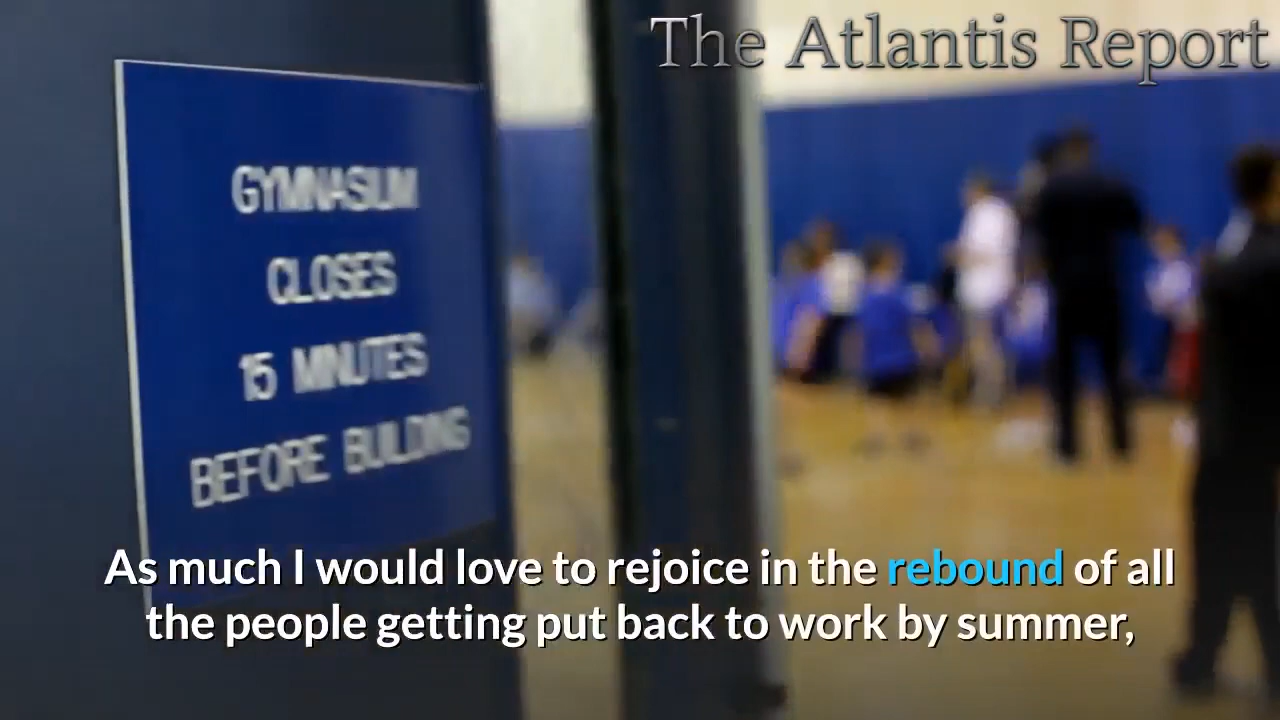 The Atlantis Report
GYMNASIUM
CLOSES
15 MINUTES
BEFORE BUILDING
As much I would love to rejoice in the rebound of all
the people getting put back to work by summer,